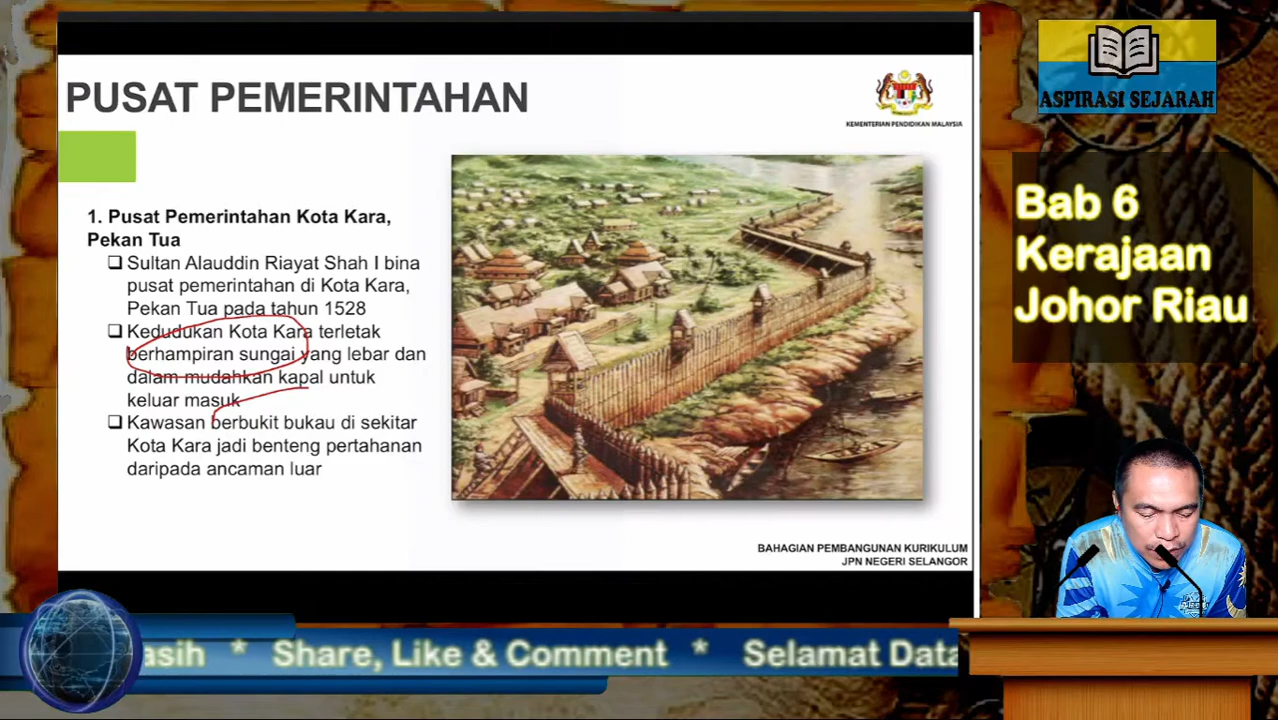 PUSAT PEMERINTAHAN
KEMENTERIAN PENDIDIKAN MALAYSIA
ASPIRASI SEJARAH
Bab 6
Kerajaan
Johor Riau
1. Pusat Pemerintahan Kota Kara,
Pekan Tua
Sultan Alauddin Riayat Shah I bina
pusat pemerintahan di Kota Kara,
Pekan Tua pada tahun 1528
Kedudukan Kota Kara terletak
berhampiran sungai yang lebar dan
dalam mudahkan kapal untuk
keluar masuk
Kawasan berbukit bukau di sekitar
Kota Kara jadi benteng pertahanan
daripada ancaman luar
BAHAGIAN PEMBANGUNAN KURIKULUM
JPN NEGERI SELANGOR
asih * Share, Like & Comment * Selamat Data